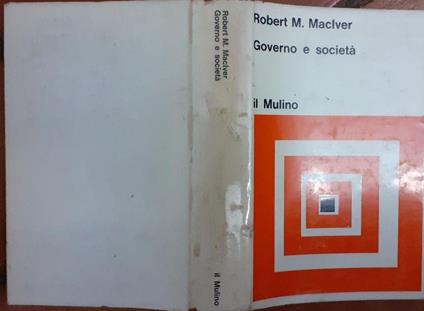 Robert M. MacIver
Governo e società
il Mulino
Robert M. MacIver
Governo e società
il Mulino